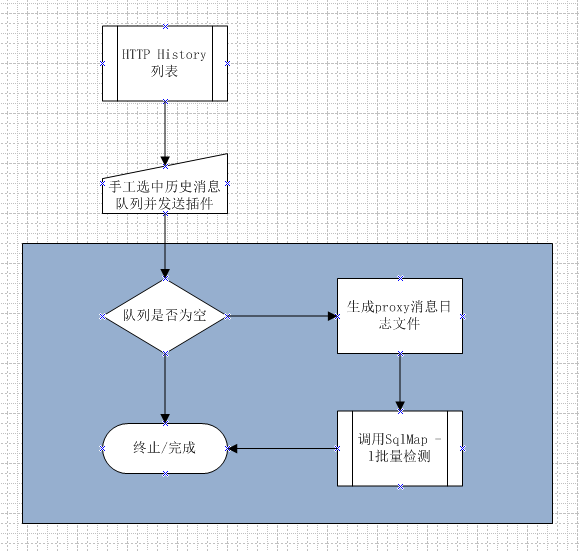 HTTP History
列表
手工选中历史消息
队列并发送插件
队列是否为空
生成proxy消息日
志文件
终止/完成
调用SqlMap -
l批量检测